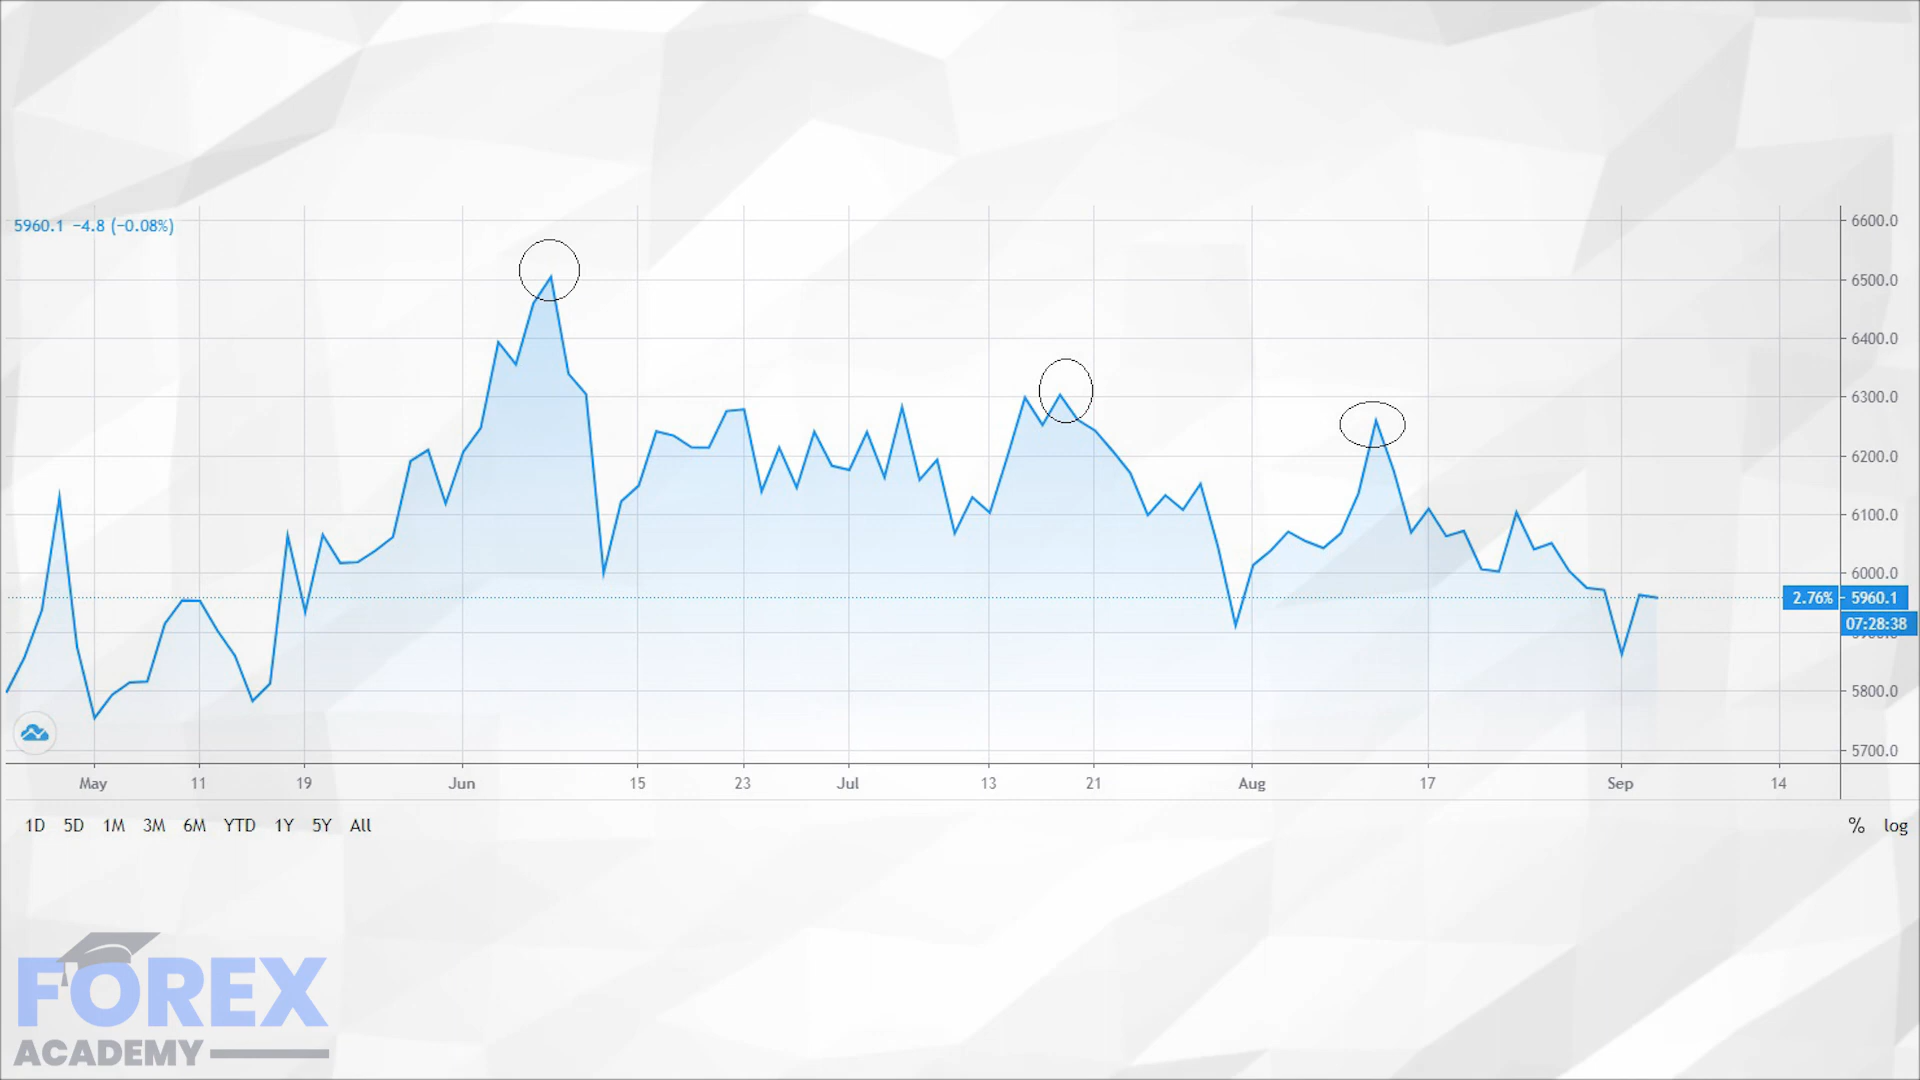 5960.1 −4.8 (−0.08%)
6600.0
6500.0
6400.0
6300.0
6200.0
6100.0
6000.0
2.76% 5960.1
07:28:38
5800.0
5700.0
May 11 19 Jun 15 23 Jul 13 21 Aug 17 Sep 14
1D 5D 1M 3M 6M YTD 1Y 5Y All % log
FOREX
ACADEMY